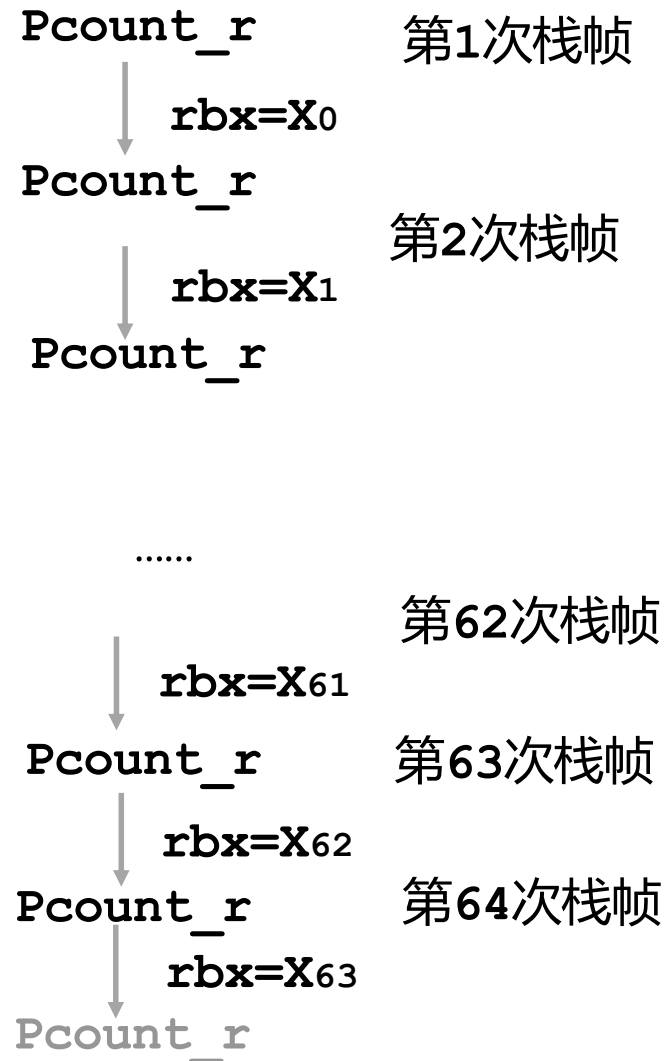 Pcount_r 第1次栈帧
rbx=X0
Pcount_r
第2次栈帧
rbx=X1
Pcount_r
......
第62次栈帧
rbx=X61
Pcount_r 第63次栈帧
rbx=X62
Pcount_r 第64次栈帧
rbx=X63
Pcount_r